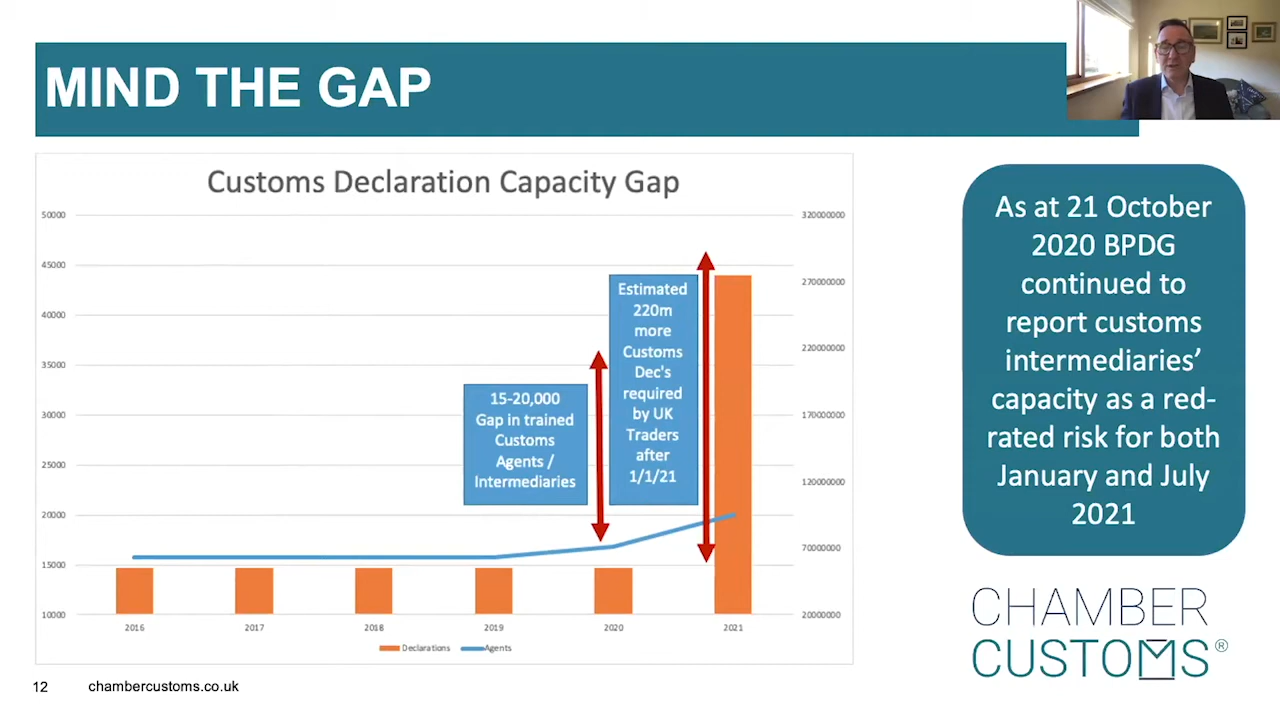 MIND THE GAP
Customs Declaration Capacity Gap
50000
45000
40000
35000
30000
25000
20000
15000
10000
320000000
270000000
220000000
170000000
120000000
70000000
20000000
15-20,000
Gap in trained
Customs
Agents /
Intermediaries
Estimated
220m
more
Customs
Dec's
required
by UK
Traders
after
1/1/21
2016 2017 2018 2019 2020 2021
Declarations Agents
As at 21 October
2020 BPDG
continued to
report customs
intermediaries’
capacity as a red-
rated risk for both
January and July
2021
CHAMBER
CUSTOMS®
12 chambercustoms.co.uk